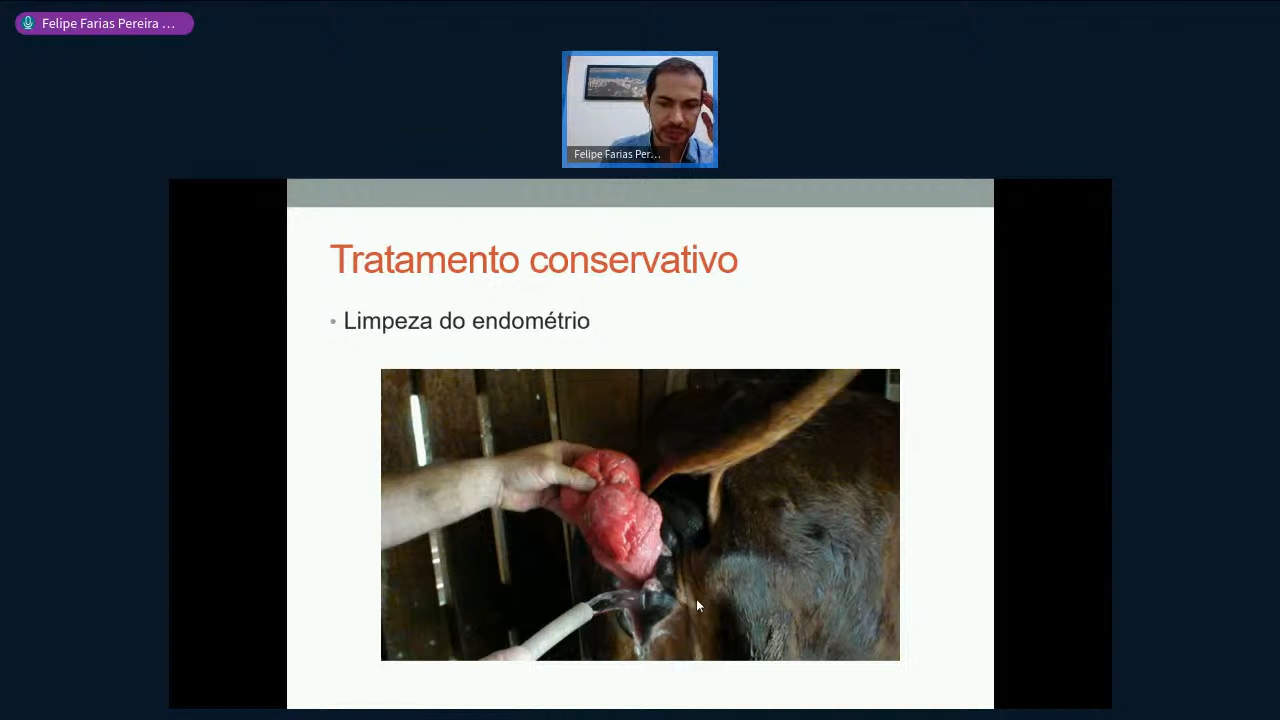 Felipe Farias Pereira ...
Felipe Farias Per...
Tratamento conservativo
• Limpeza do endométrio